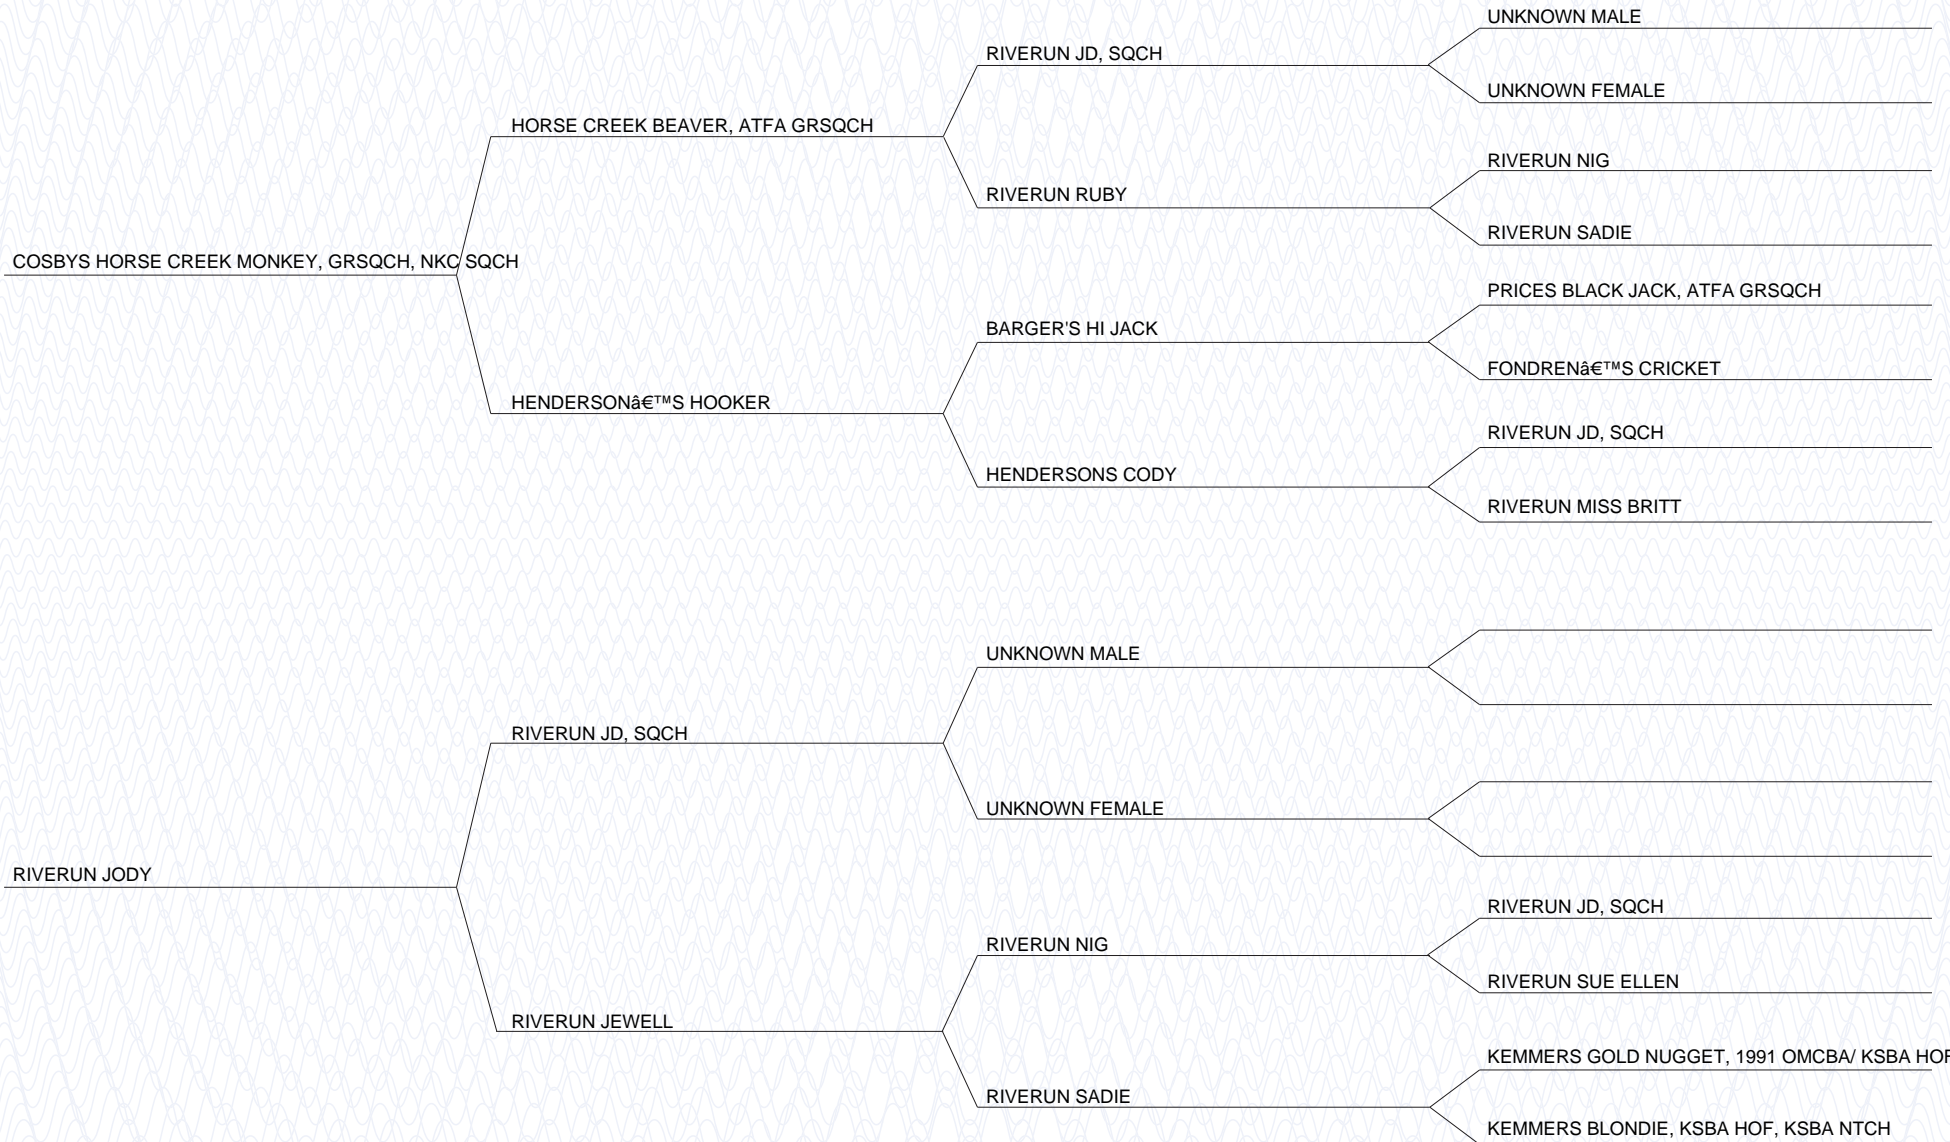 UNKNOWN MALE
RIVERUN JD, SQCH
UNKNOWN FEMALE
HORSE CREEK BEAVER, ATFA GRSQCH
RIVERUN NIG
RIVERUN RUBY
RIVERUN SADIE
COSBYS HORSE CREEK MONKEY, GRSQCH, NKC SQCH
PRICES BLACK JACK, ATFA GRSQCH
BARGER'S HI JACK
FONDRENâ€™S CRICKET
HENDERSONâ€™S HOOKER
RIVERUN JD, SQCH
HENDERSONS CODY
RIVERUN MISS BRITT
UNKNOWN MALE
RIVERUN JD, SQCH
UNKNOWN FEMALE
RIVERUN JODY
RIVERUN JD, SQCH
RIVERUN NIG
RIVERUN SUE ELLEN
RIVERUN JEWELL
KEMMERS GOLD NUGGET, 1991 OMCBA/ KSBA HOF
RIVERUN SADIE
KEMMERS BLONDIE, KSBA HOF, KSBA NTCH